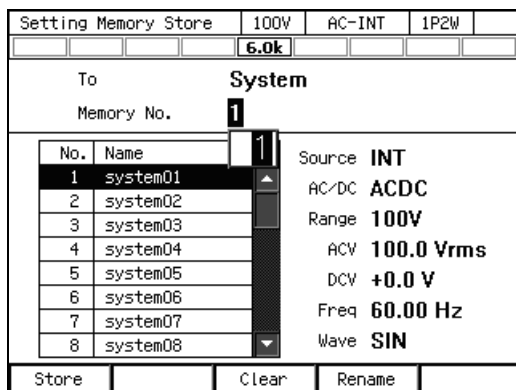 Setting Memory Store 100V AC-INT 1P2W
6.0k
To System
Memory No. 1
1
No. Name
1 system01
2 system02
3 system03
4 system04
5 system05
6 system06
7 system07
8 system08
Source INT
AC/DC ACDC
Range 100V
ACV 100.0 Vrms
DCV +0.0 V
Freq 60.00 Hz
Wave SIN
Store Clear Rename